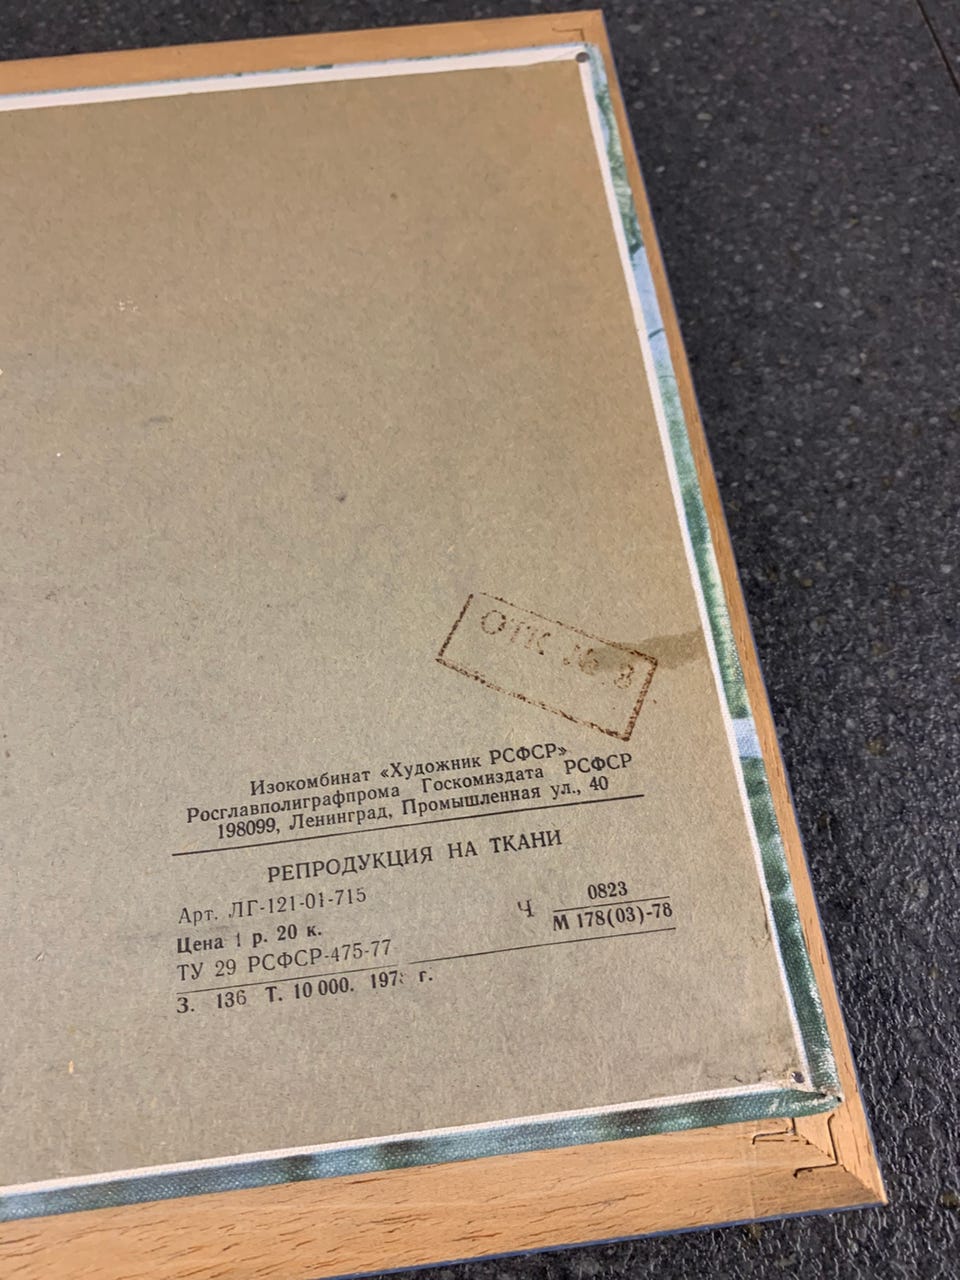 ОТК № 3
Изокомбинат «Художник РСФСР»
Росглавполиграфпрома Госкомиздата РСФСР
198099, Ленинград, Промышленная ул., 40
РЕПРОДУКЦИЯ НА ТКАНИ
Арт. ЛГ-121-01-715
Цена 1 р. 20 к.
ТУ 29 РСФСР-475-77
Ч 0823
М 178(03)-78
З. 136 Т. 10 000. г.